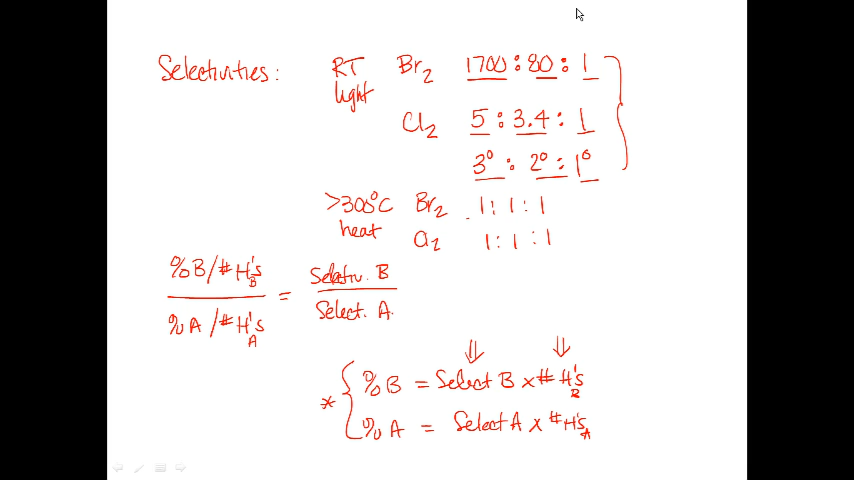 Selectivities: RT Br₂ 1700 : 80 : 1
light
Cl₂ 5 : 3.4 : 1
3° : 2° : 1°
>300°C Br₂ 1 : 1 : 1
heat Cl₂ 1 : 1 : 1
%B/# H's B = Selectiv. B
%A/# H's A Select. A.
* { %B = Select B x # H's B
%A = Select A x # H's A